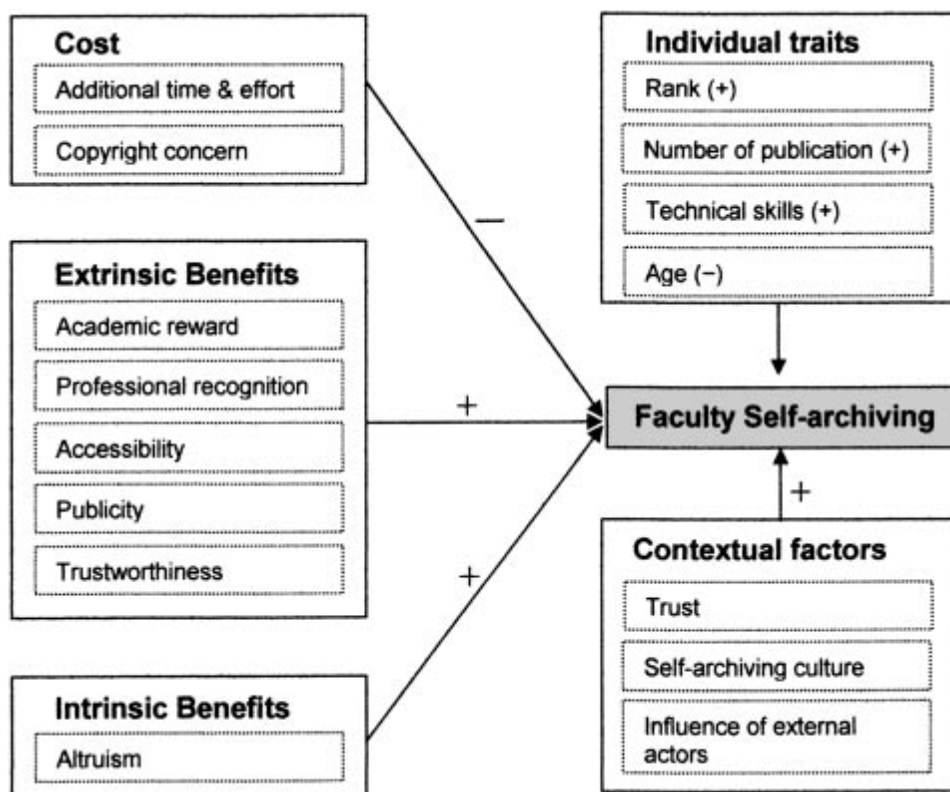 Cost
Additional time & effort
Copyright concern
Extrinsic Benefits
Academic reward
Professional recognition
Accessibility
Publicity
Trustworthiness
Intrinsic Benefits
Altruism
−
+
+
Individual traits
Rank (+)
Number of publication (+)
Technical skills (+)
Age (−)
Faculty Self-archiving
+
Contextual factors
Trust
Self-archiving culture
Influence of external
actors